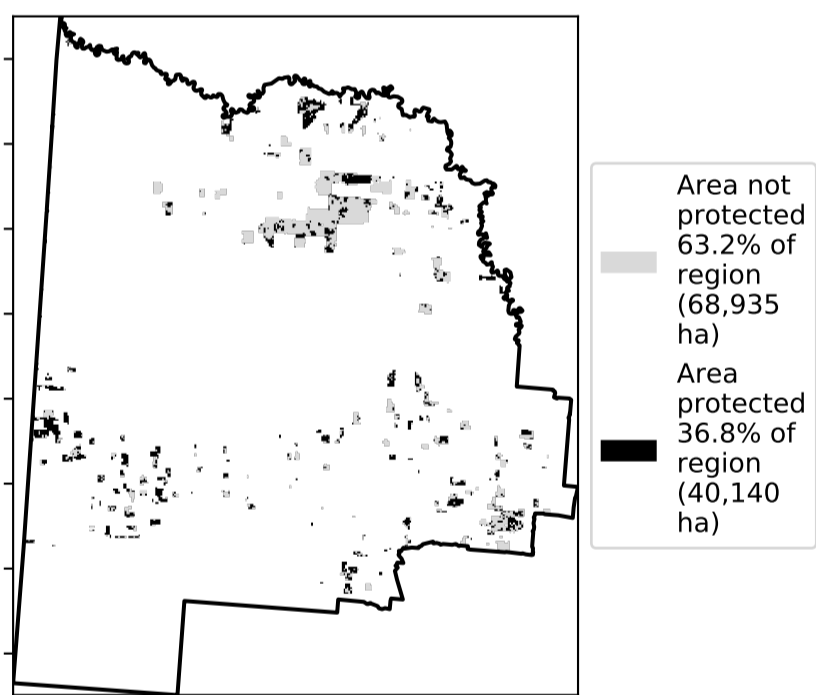 Area not
protected
63.2% of
region
(68,935
ha)
Area
protected
36.8% of
region
(40,140
ha)